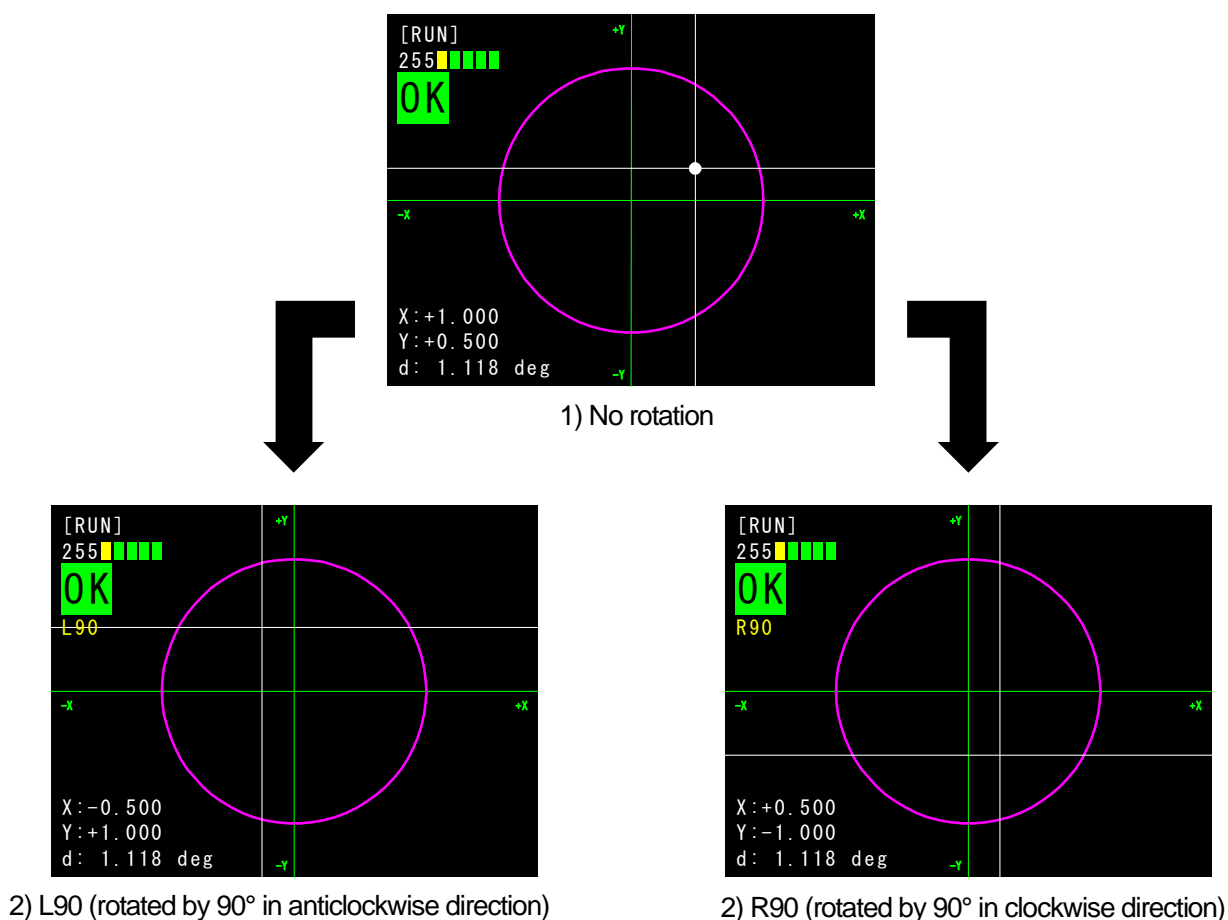 [RUN]
255
OK
+Y
-X
+X
X:+1.000
Y:+0.500
d: 1.118 deg
-Y
1) No rotation
[RUN]
255
OK
L90
+Y
-X
+X
X:-0.500
Y:+1.000
d: 1.118 deg
-Y
2) L90 (rotated by 90° in anticlockwise direction)
[RUN]
255
OK
R90
+Y
-X
+X
X:+0.500
Y:-1.000
d: 1.118 deg
-Y
2) R90 (rotated by 90° in clockwise direction)